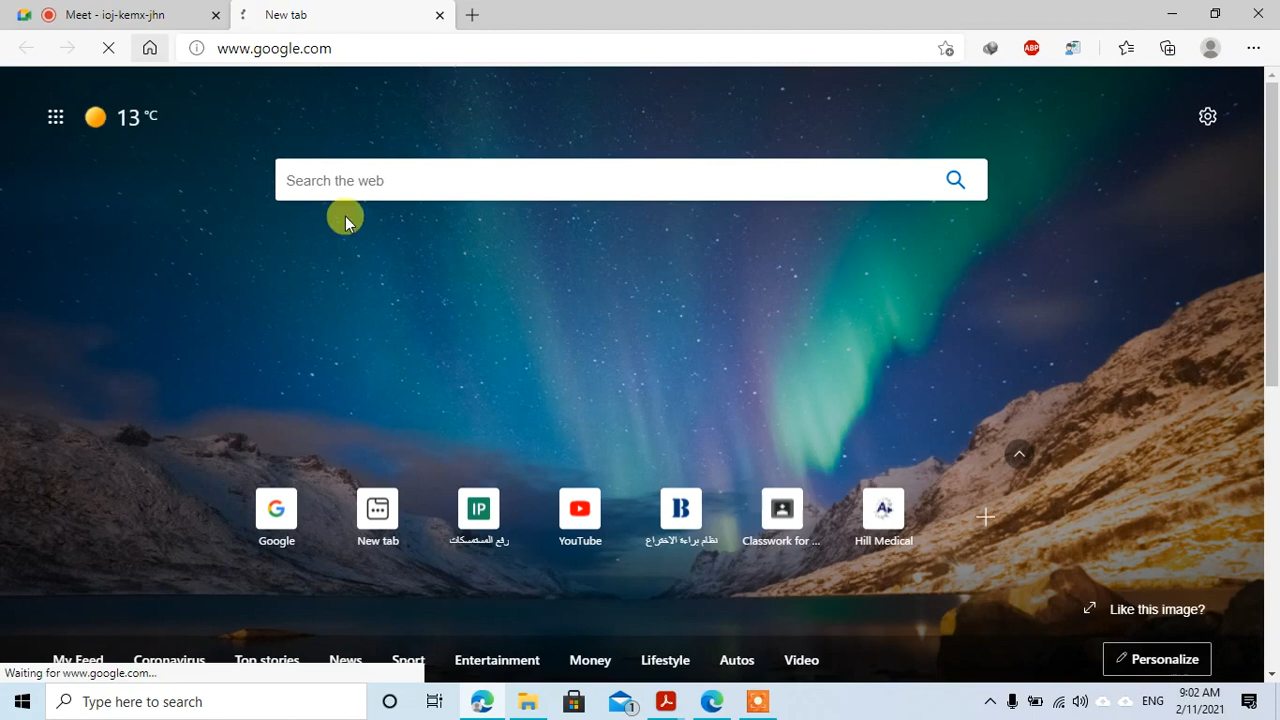 Meet - ioj-kemx-jhn
New tab
www.google.com
ABP
13 °C
Search the web
G
IP
B
A
Google
New tab
رفع المستمسكات
YouTube
نظام براءة الاختراع
Classwork for ...
Hill Medical
Like this image?
My Feed Coronavirus Top stories News Sport Entertainment Money Lifestyle Autos Video
Personalize
Waiting for www.google.com...
Type here to search
1
ENG
9:02 AM
2/11/2021